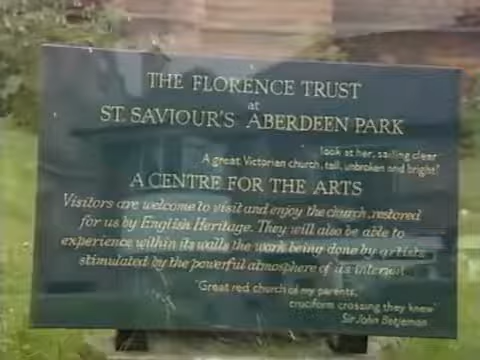 THE FLORENCE TRUST
at
ST. SAVIOUR'S ABERDEEN PARK
look at her, sailing clear
A great Victorian church, tall, unbroken and bright!
A CENTRE FOR THE ARTS
Visitors are welcome to visit and enjoy the church, restored
for us by English Heritage. They will also be able to
experience within its walls the work being done by artists
stimulated by the powerful atmosphere of its interior.
"Great red church of my parents,
cruciform crossing they knew"
Sir John Betjeman